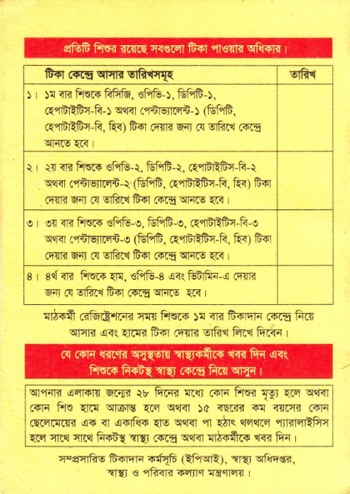 প্রতিটি শিশুর রয়েছে সবগুলো টিকা পাওয়ার অধিকার।
টিকা কেন্দ্রে আসার তারিখসমূহ
তারিখ
১। ১ম বার শিশুকে বিসিজি, ওপিভি-১, ডিপিটি-১,
হেপাটাইটিস-বি-১ অথবা পেন্টাভ্যালেন্ট-১ (ডিপিটি,
হেপাটাইটিস-বি, হিব) টিকা দেয়ার জন্য যে তারিখে কেন্দ্রে
আনতে হবে।
২। ২য় বার শিশুকে ওপিভি-২, ডিপিটি-২, হেপাটাইটিস-বি-২
অথবা পেন্টাভ্যালেন্ট-২ (ডিপিটি, হেপাটাইটিস-বি, হিব) টিকা
দেয়ার জন্য যে তারিখে টিকা কেন্দ্রে আনতে হবে।
৩। ৩য় বার শিশুকে ওপিভি-৩, ডিপিটি-৩, হেপাটাইটিস-বি-৩
অথবা পেন্টাভ্যালেন্ট-৩ (ডিপিটি, হেপাটাইটিস-বি, হিব) টিকা
দেয়ার জন্য যে তারিখে টিকা কেন্দ্রে আনতে হবে।
৪। ৪র্থ বার শিশুকে হাম, ওপিভি-৪ এবং ভিটামিন-এ দেয়ার
জন্য যে তারিখে টিকা কেন্দ্রে আনতে হবে।
মাঠকর্মী রেজিষ্ট্রেশনের সময় শিশুকে ১ম বার টিকাদান কেন্দ্রে নিয়ে
আসার এবং হামের টিকা দেয়ার তারিখ লিখে দিবেন।
যে কোন ধরণের অসুস্থতায় স্বাস্থ্যকর্মীকে খবর দিন এবং
শিশুকে নিকটস্থ স্বাস্থ্য কেন্দ্রে নিয়ে আসুন।
আপনার এলাকায় জন্মের ২৮ দিনের মধ্যে কোন শিশুর মৃত্যু হলে অথবা
কোন শিশু হামে আক্রান্ত হলে অথবা ১৫ বছরের কম বয়সের কোন
ছেলেমেয়ের এক বা একাধিক হাত অথবা পা হঠাৎ থলথলে প্যারালাইসিস
হলে সাথে সাথে নিকটস্থ স্বাস্থ্য কেন্দ্রে অথবা মাঠকর্মীকে খবর দিন।
সম্প্রসারিত টিকাদান কর্মসূচি (ইপিআই), স্বাস্থ্য অধিদপ্তর,
স্বাস্থ্য ও পরিবার কল্যাণ মন্ত্রণালয়।